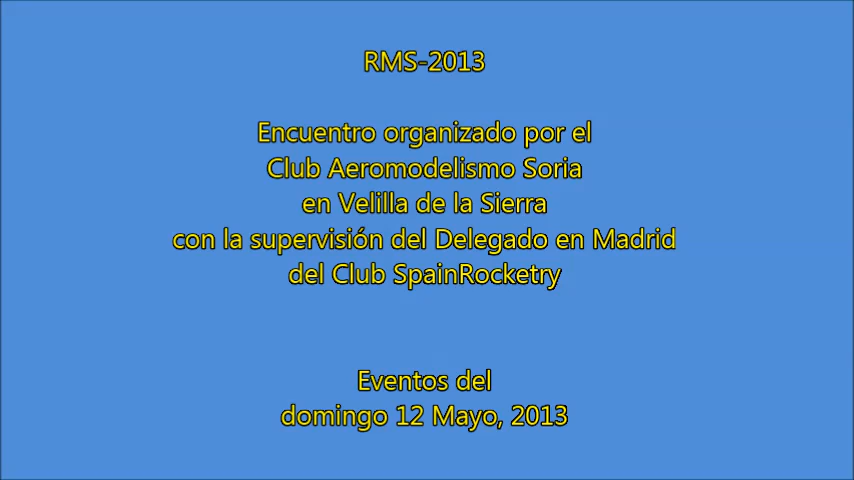 RMS-2013
Encuentro organizado por el
Club Aeromodelismo Soria
en Velilla de la Sierra
con la supervisión del Delegado en Madrid
del Club SpainRocketry
Eventos del
domingo 12 Mayo, 2013